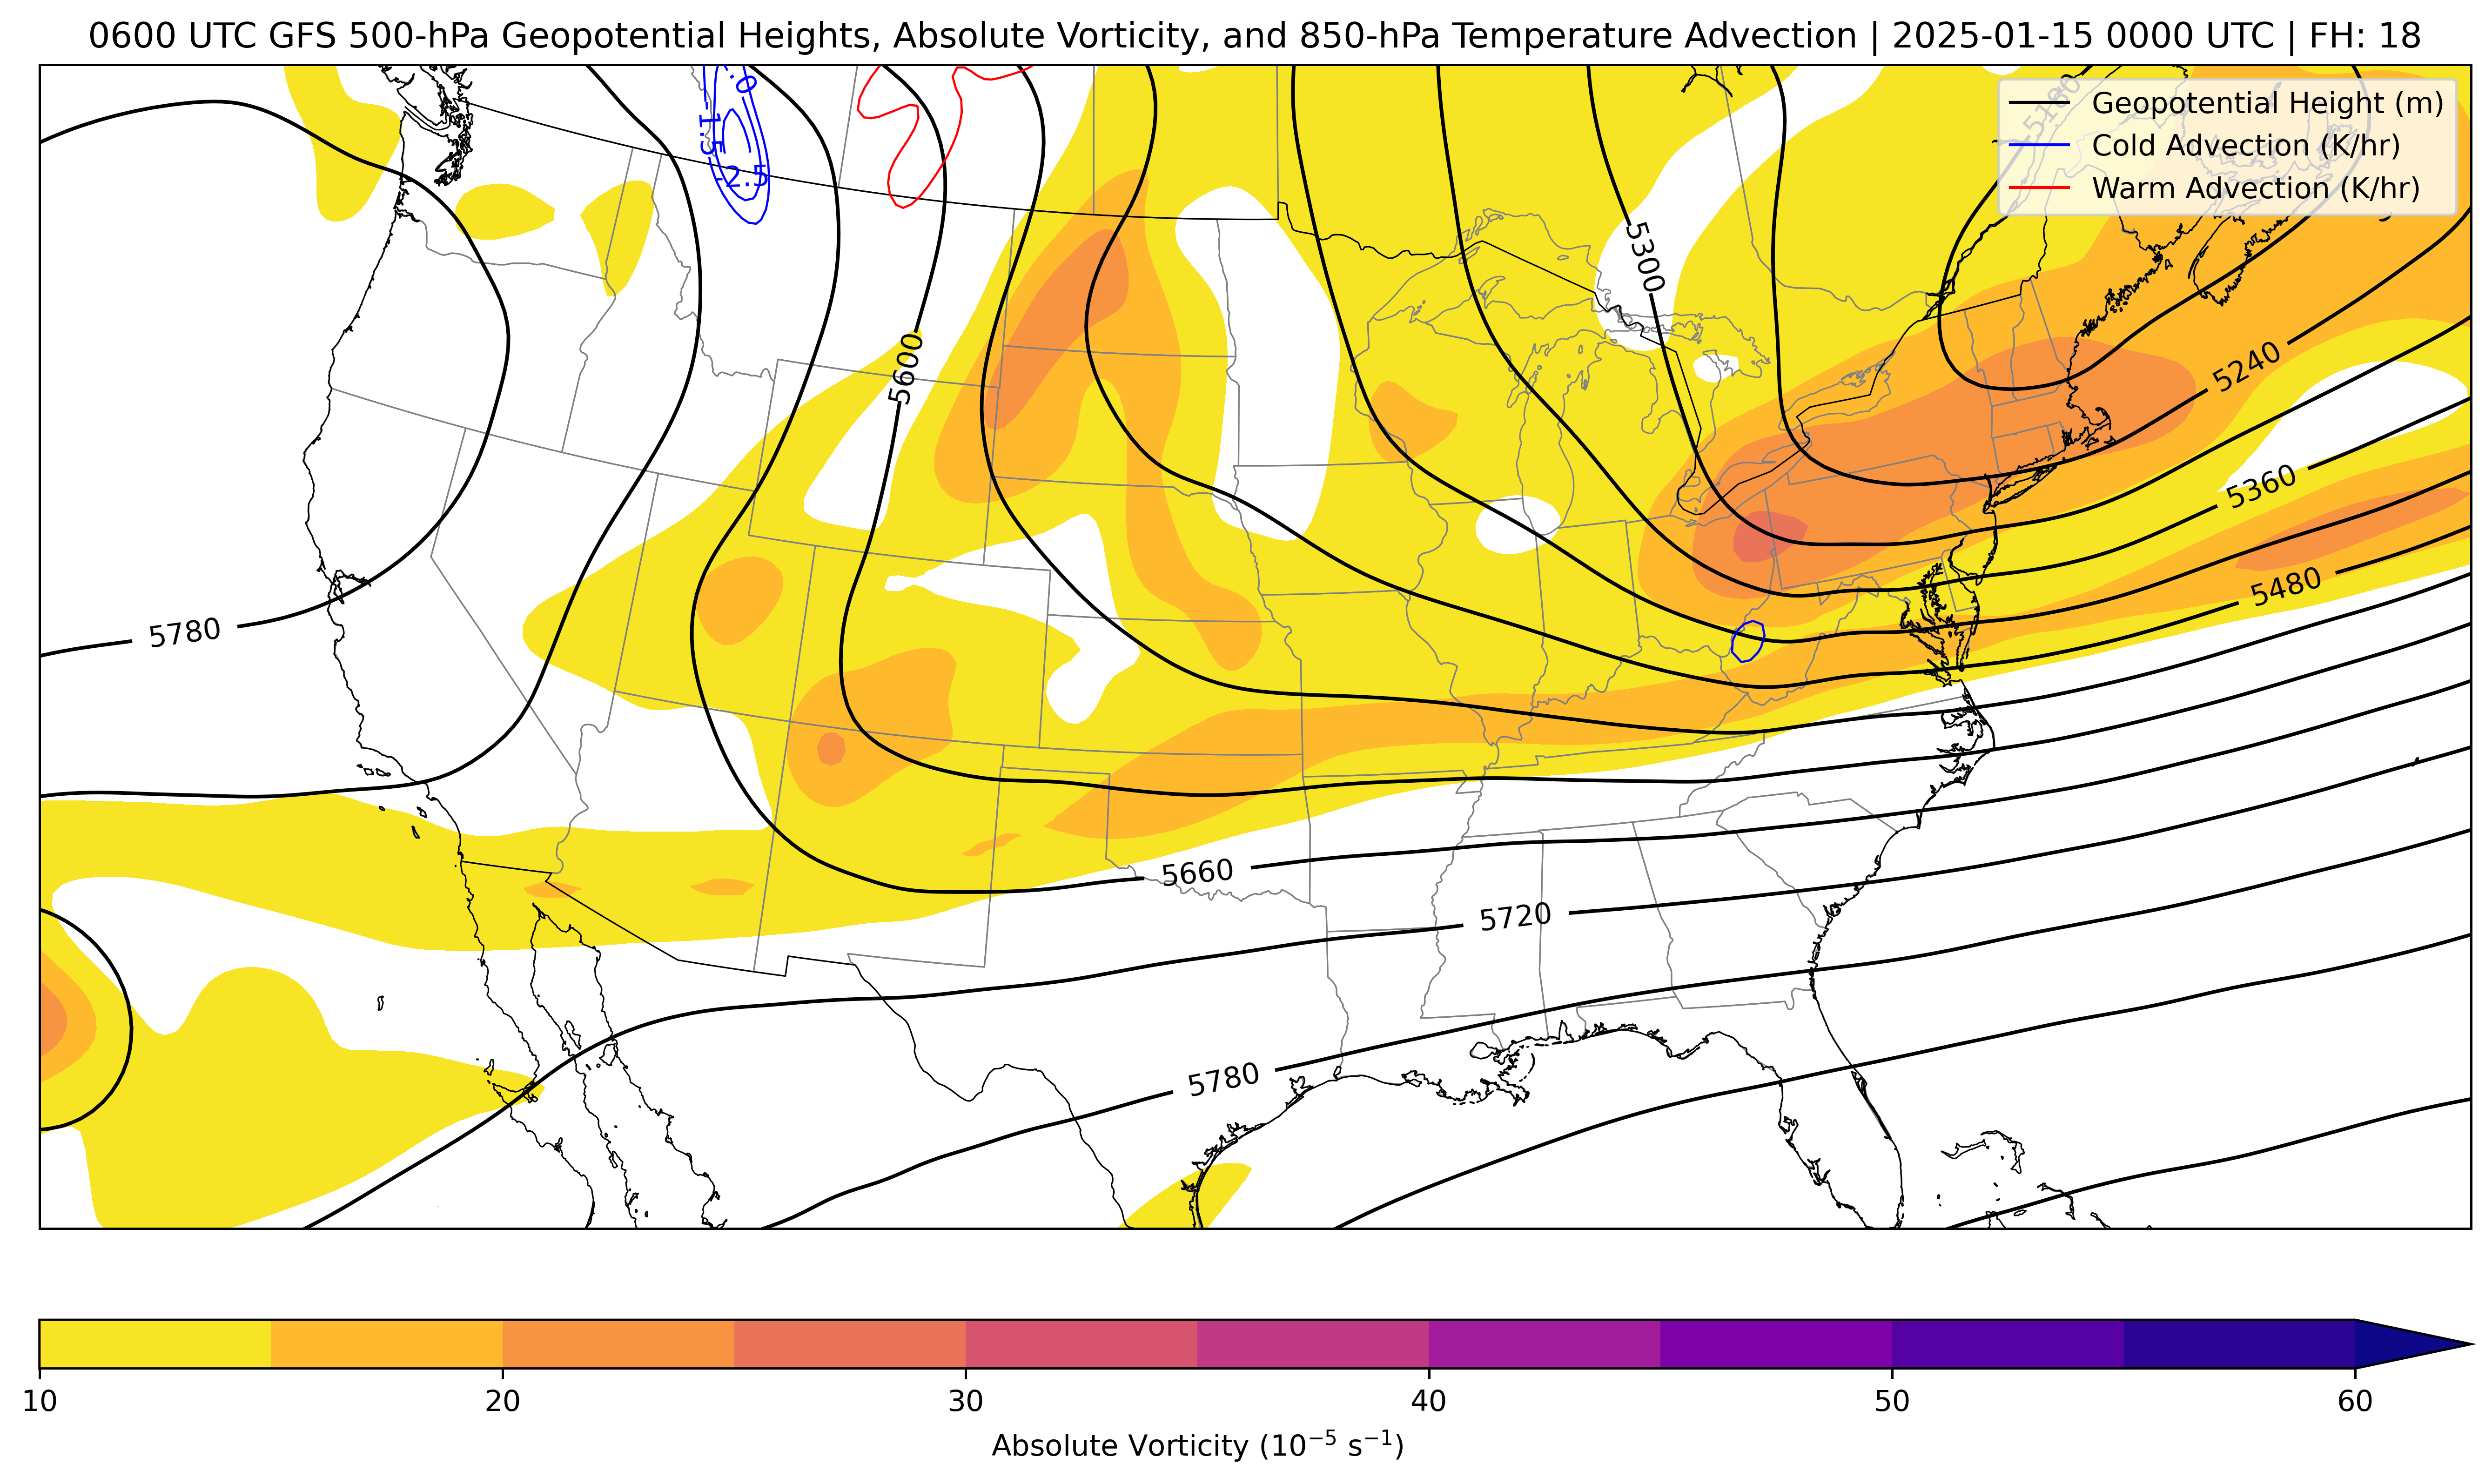 0600 UTC GFS 500-hPa Geopotential Heights, Absolute Vorticity, and 850-hPa Temperature Advection | 2025-01-15 0000 UTC | FH: 18
5180
Geopotential Height (m)
Cold Advection (K/hr)
Warm Advection (K/hr)
-1.5
-2.5
5300
5600
5240
5360
5480
5780
5660
5720
5780
10 20 30 40 50 60
Absolute Vorticity (10⁻⁵ s⁻¹)